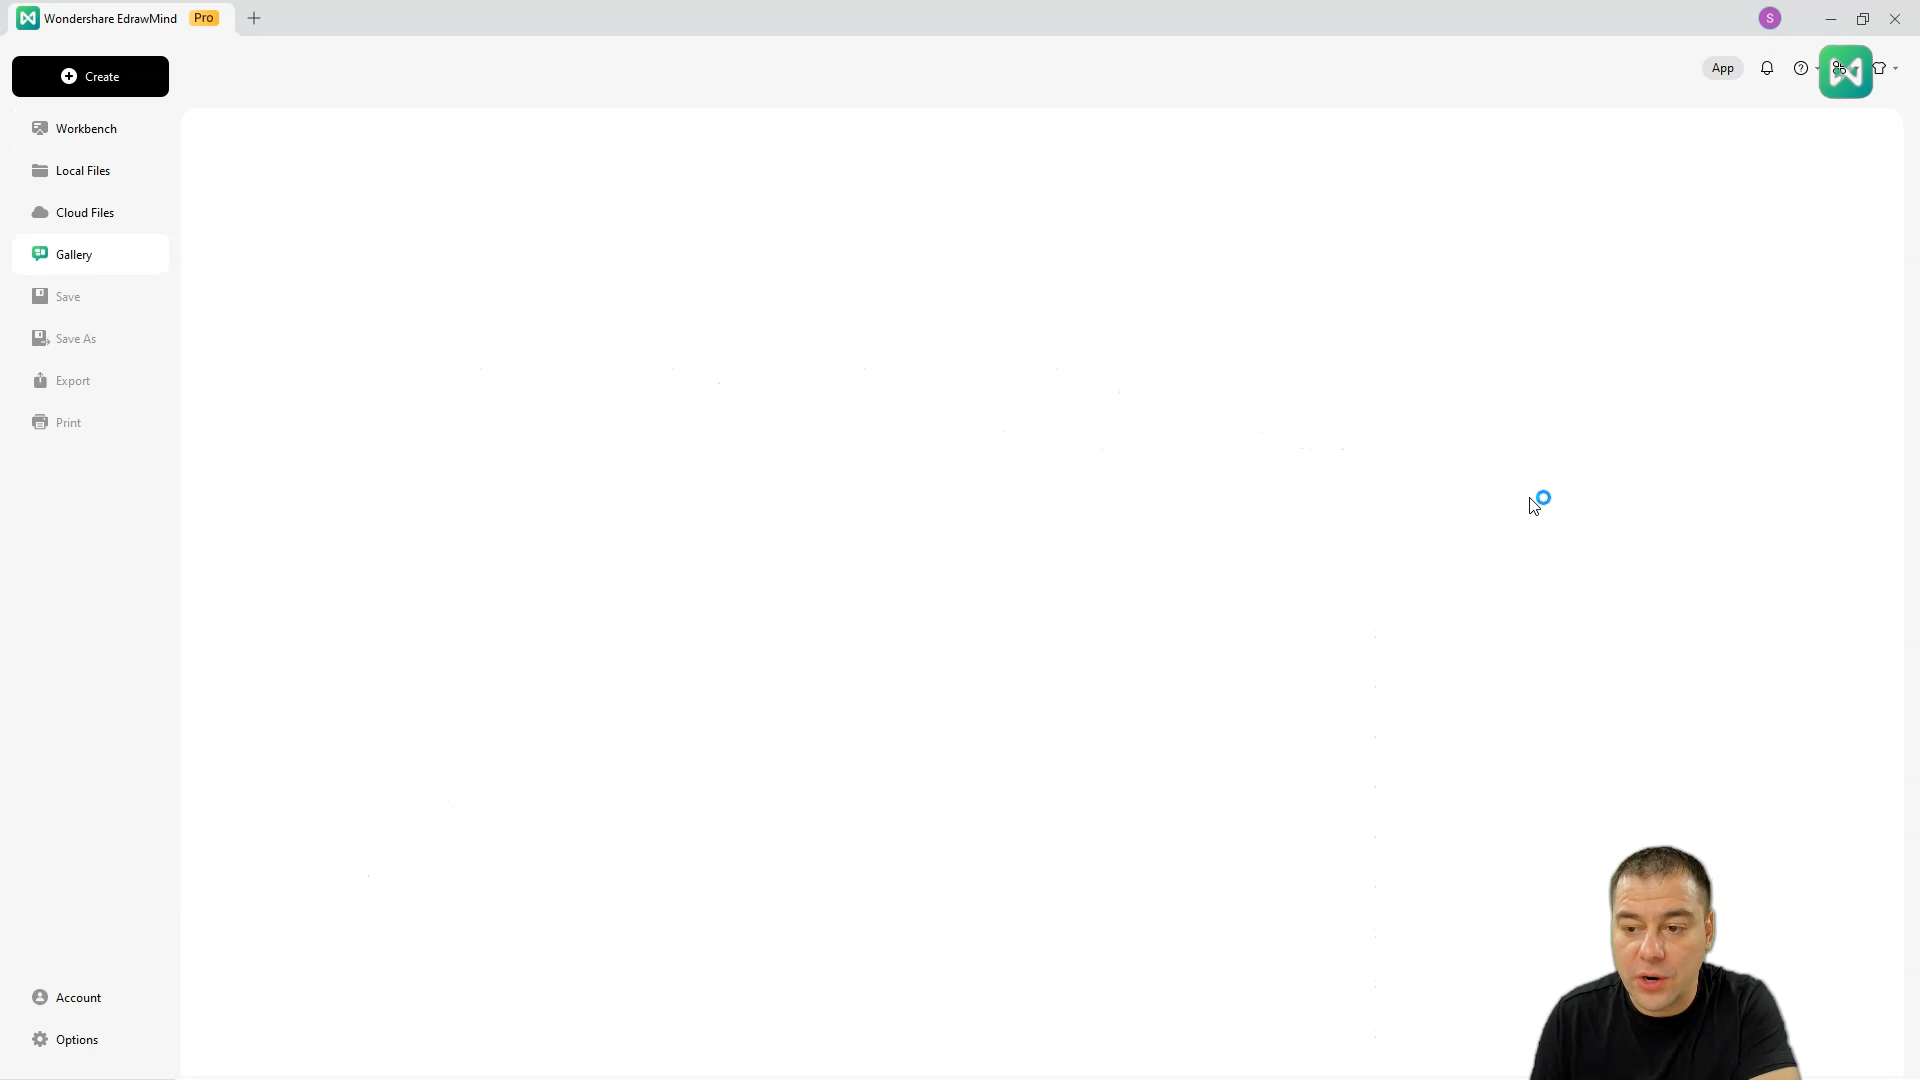 Wondershare EdrawMind Pro
S
Create
App
Workbench
Local Files
Cloud Files
Gallery
Save
Save As
Export
Print
Account
Options